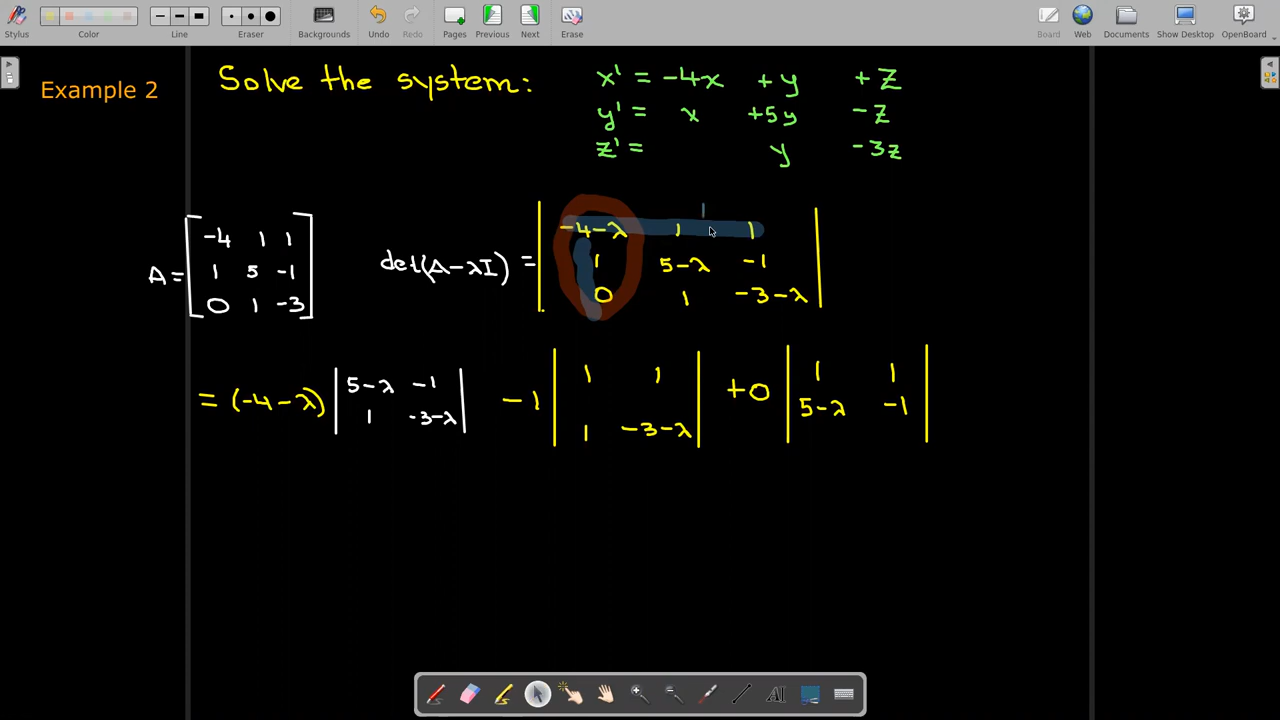 Stylus Color Line Eraser Backgrounds Undo Redo Pages Previous Next Erase Board Web Documents Show Desktop OpenBoard
Example 2
Solve the system:
x' = -4x + y + z
y' = x +5y - z
z' = y -3z
A = [ -4 1 1
1 5 -1
0 1 -3 ]
det(A-λI) = | -4-λ 1 1
1 5-λ -1
0 1 -3-λ |
= (-4-λ) | 5-λ -1 | -1 | 1 1 | +0 | 1 1 |
| 1 -3-λ | | 1 -3-λ | | 5-λ -1 |
AI